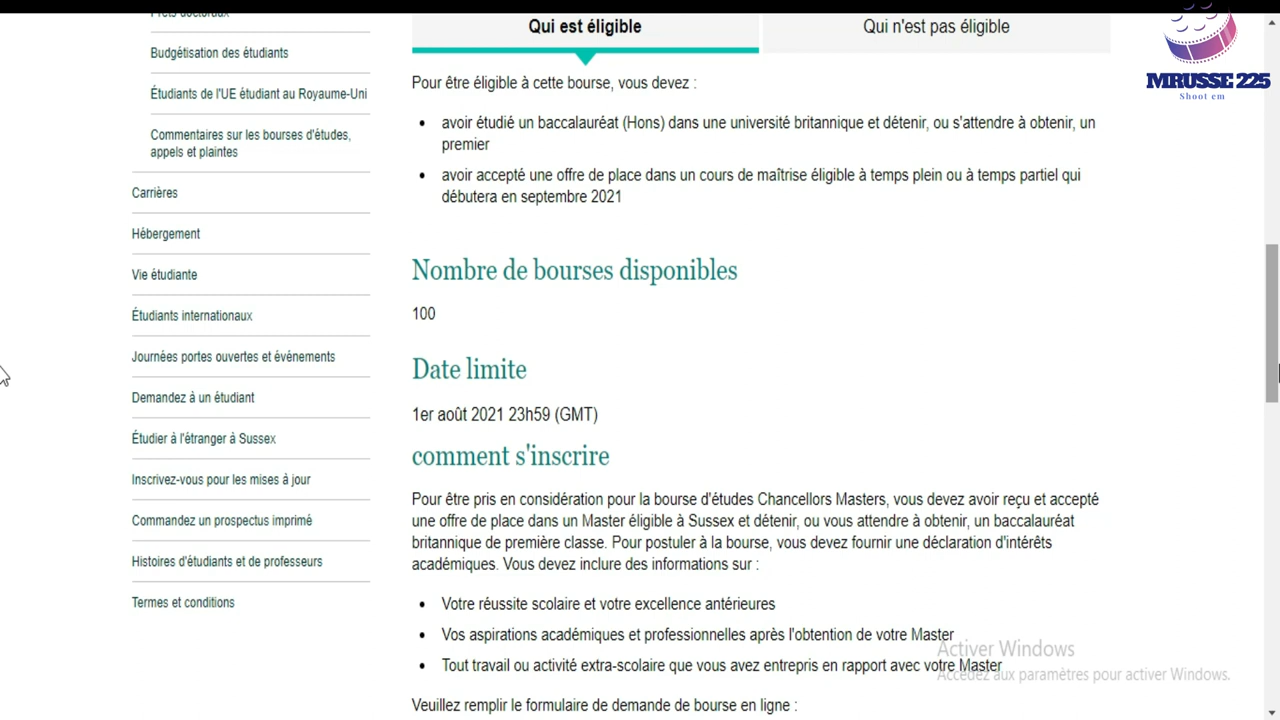 Prêts doctoraux
Budgétisation des étudiants
Étudiants de l'UE étudiant au Royaume-Uni
Commentaires sur les bourses d'études,
appels et plaintes
Carrières
Hébergement
Vie étudiante
Étudiants internationaux
Journées portes ouvertes et événements
Demandez à un étudiant
Étudier à l'étranger à Sussex
Inscrivez-vous pour les mises à jour
Commandez un prospectus imprimé
Histoires d'étudiants et de professeurs
Termes et conditions
Qui est éligible
Qui n'est pas éligible
Pour être éligible à cette bourse, vous devez :
avoir étudié un baccalauréat (Hons) dans une université britannique et détenir, ou s'attendre à obtenir, un
premier
avoir accepté une offre de place dans un cours de maîtrise éligible à temps plein ou à temps partiel qui
débutera en septembre 2021
Nombre de bourses disponibles
100
Date limite
1er août 2021 23h59 (GMT)
comment s'inscrire
Pour être pris en considération pour la bourse d'études Chancellors Masters, vous devez avoir reçu et accepté
une offre de place dans un Master éligible à Sussex et détenir, ou vous attendre à obtenir, un baccalauréat
britannique de première classe. Pour postuler à la bourse, vous devez fournir une déclaration d'intérêts
académiques. Vous devez inclure des informations sur :
Votre réussite scolaire et votre excellence antérieures
Vos aspirations académiques et professionnelles après l'obtention de votre Master
Tout travail ou activité extra-scolaire que vous avez entrepris en rapport avec votre Master
Veuillez remplir le formulaire de demande de bourse en ligne :
MRUSSE 225
Shoot em
Activer Windows
Accédez aux paramètres pour activer Windows.